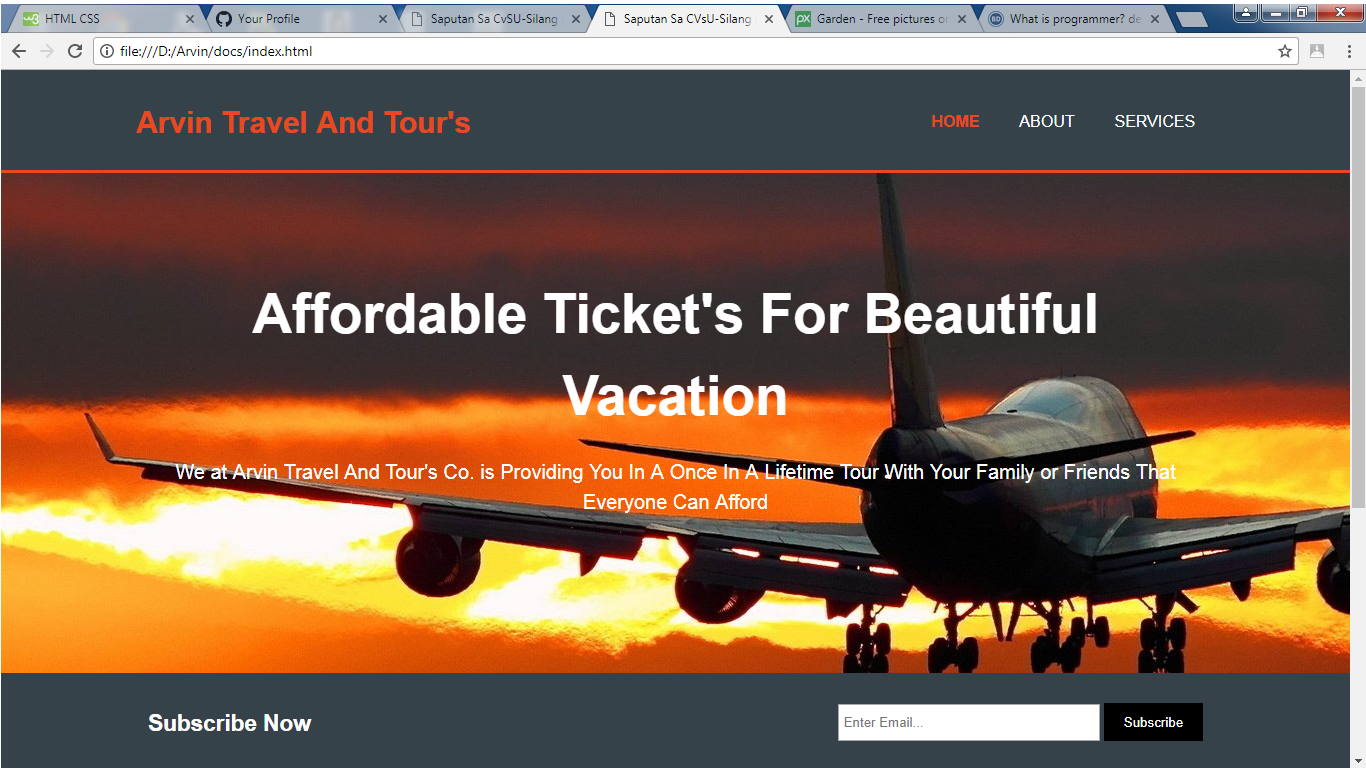 HTML CSS
Your Profile
Saputan Sa CvSU-Silang
Saputan Sa CVsU-Silang
Garden - Free pictures on
What is programmer? de
file:///D:/Arvin/docs/index.html
Arvin Travel And Tour's
HOME ABOUT SERVICES
Affordable Ticket's For Beautiful
Vacation
We at Arvin Travel And Tour's Co. is Providing You In A Once In A Lifetime Tour With Your Family or Friends That
Everyone Can Afford
Subscribe Now
Enter Email...
Subscribe